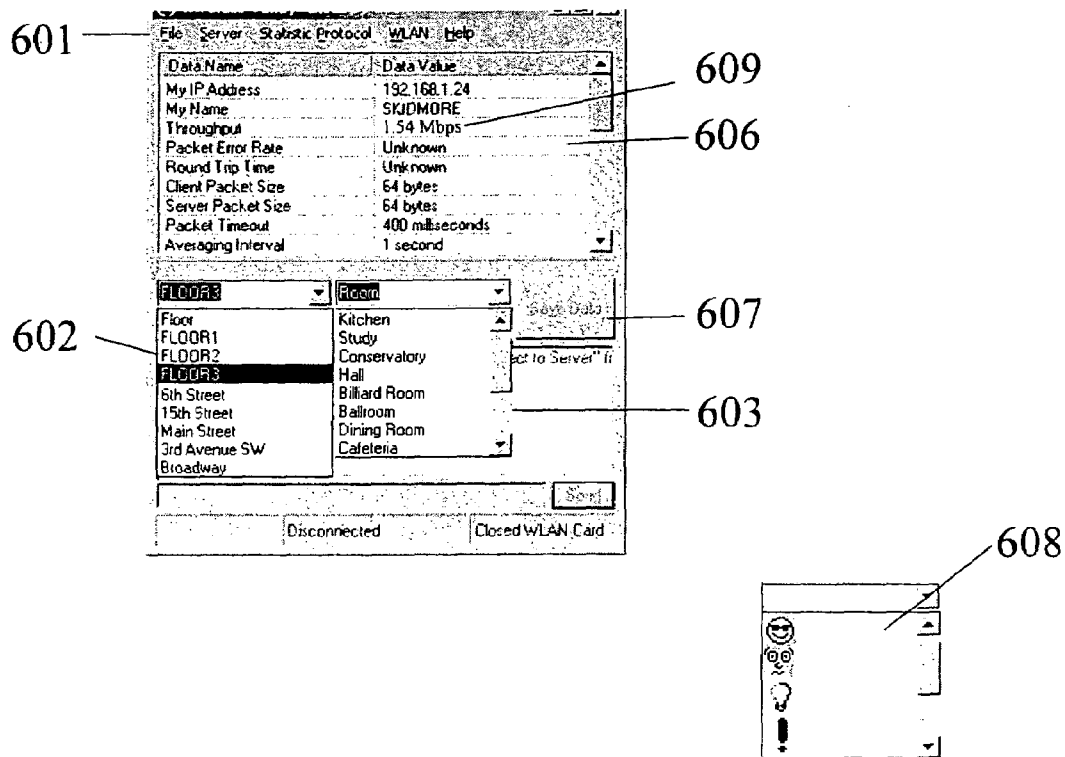 601
File Server Statistic Protocol WLAN Help
Data Name Data Value
My IP Address 192.168.1.24
My Name SKIDMORE
Throughput 1.54 Mbps
Packet Error Rate Unknown
Round Trip Time Unknown
Client Packet Size 64 bytes
Server Packet Size 64 bytes
Packet Timeout 400 milliseconds
Averaging Interval 1 second
609
606
FLOOR3 Room
Save Data
607
602
Floor
FLOOR1
FLOOR2
FLOOR3
6th Street
15th Street
Main Street
3rd Avenue SW
Broadway
Kitchen
Study
Conservatory
Hall
Billiard Room
Ballroom
Dining Room
Cafeteria
ect to Server" fr
603
Send
Disconnected Closed WLAN Card
608